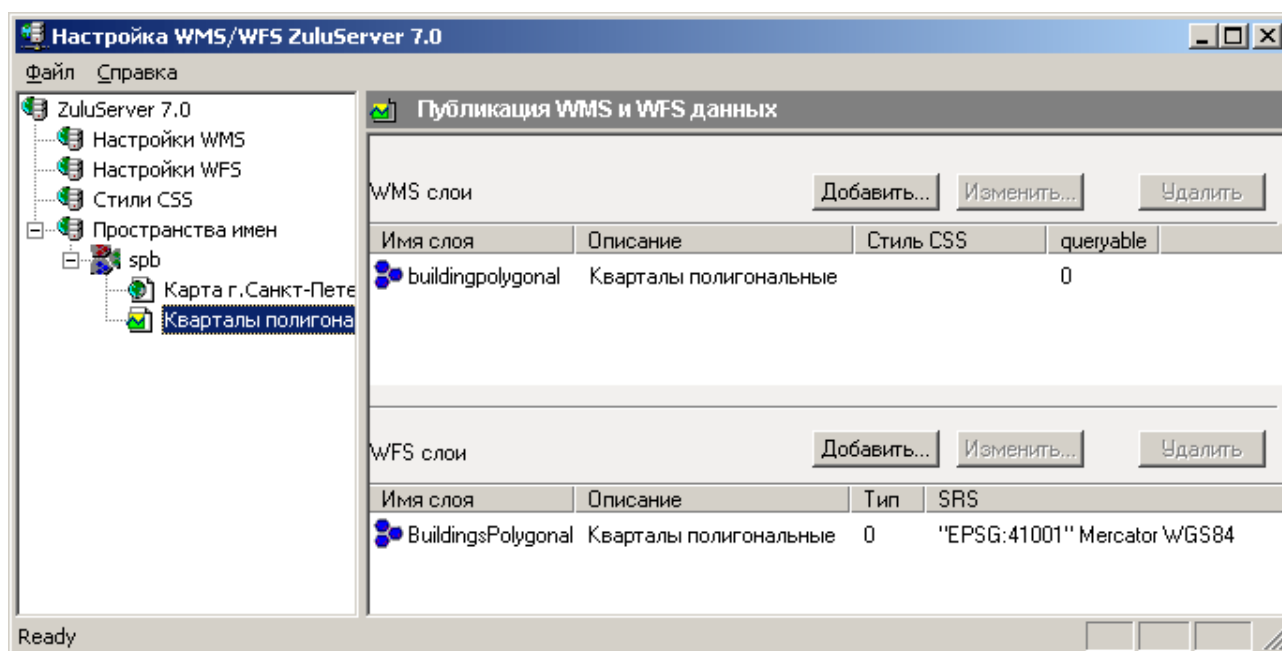 Настройка WMS/WFS ZuluServer 7.0
Файл Справка
ZuluServer 7.0
Настройки WMS
Настройки WFS
Стили CSS
Пространства имен
spb
Карта г.Санкт-Пете
Кварталы полигона
Публикация WMS и WFS данных
WMS слои Добавить... Изменить... Удалить
Имя слоя Описание Стиль CSS queryable
buildingpolygonal Кварталы полигональные 0
WFS слои Добавить... Изменить... Удалить
Имя слоя Описание Тип SRS
BuildingsPolygonal Кварталы полигональные 0 "EPSG:41001" Mercator WGS84
Ready